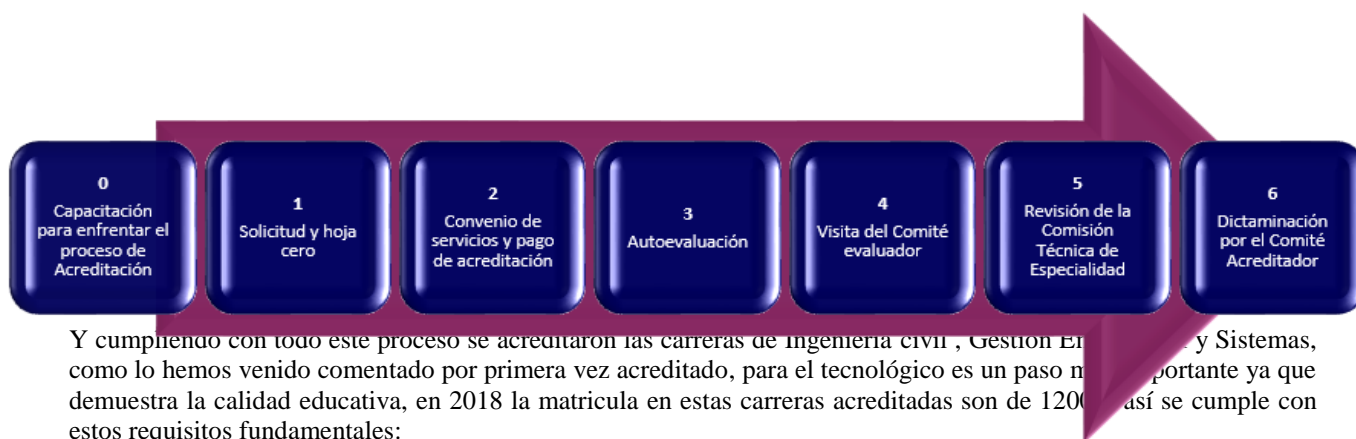 0
Capacitación
para enfrentar el
proceso de
Acreditación
1
Solicitud y hoja
cero
2
Convenio de
servicios y pago
de acreditación
3
Autoevaluación
4
Visita del Comité
evaluador
5
Revisión de la
Comisión
Técnica de
Especialidad
6
Dictaminación
por el Comité
Acreditador
Y cumpliendo con todo este proceso se acreditaron las carreras de Ingeniería civil , Gestión y Sistemas,
como lo hemos venido comentado por primera vez acreditado, para el tecnológico es un paso ya que
demuestra la calidad educativa, en 2018 la matricula en estas carreras acreditadas son de así se cumple con
estos requisitos fundamentales: